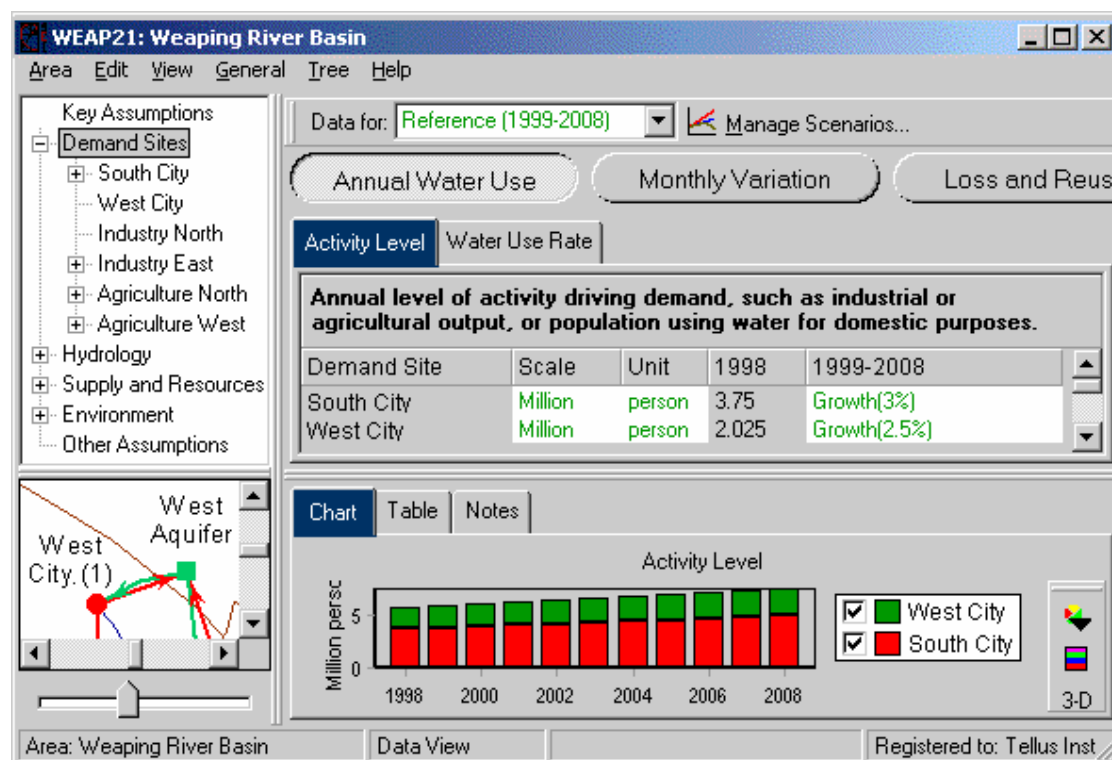 WEAP21: Weaping River Basin
Area Edit View General Tree Help
Key Assumptions
Demand Sites
South City
West City
Industry North
Industry East
Agriculture North
Agriculture West
Hydrology
Supply and Resources
Environment
Other Assumptions
Data for: Reference (1999-2008) Manage Scenarios...
Annual Water Use Monthly Variation Loss and Reus
Activity Level Water Use Rate
Annual level of activity driving demand, such as industrial or
agricultural output, or population using water for domestic purposes.
Demand Site Scale Unit 1998 1999-2008
South City Million person 3.75 Growth(3%)
West City Million person 2.025 Growth(2.5%)
West
Aquifer
West
City. (1)
Chart Table Notes
Activity Level
Million persc
5
0
1998 2000 2002 2004 2006 2008
West City
South City
3-D
Area: Weaping River Basin Data View Registered to: Tellus Inst